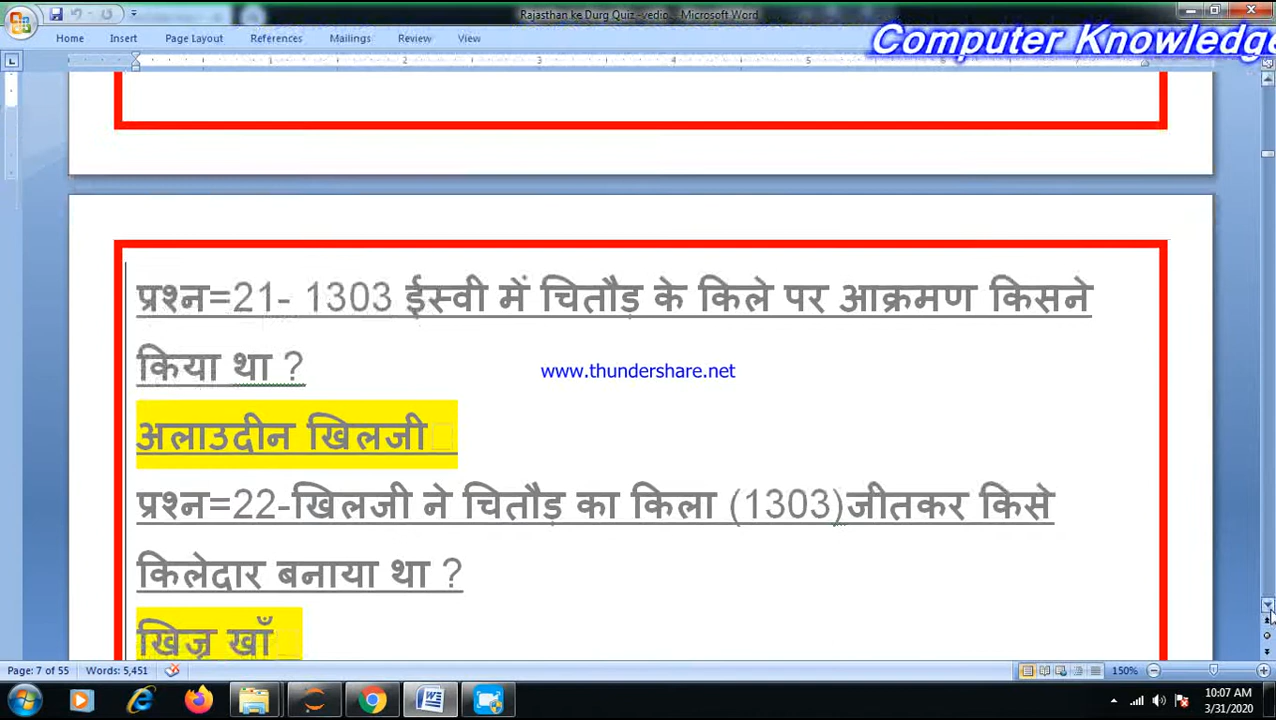 Rajasthan ke Durg Quiz -vedio. - Microsoft Word
Home Insert Page Layout References Mailings Review View
Computer Knowledge
प्रश्न=21- 1303 ईस्वी में चितौड़ के किले पर आक्रमण किसने
किया था ?
www.thundershare.net
अलाउदीन खिलजी
प्रश्न=22-खिलजी ने चितौड़ का किला (1303)जीतकर किसे
किलेदार बनाया था ?
खिज्र खाँ
Page: 7 of 55 Words: 5,451 150%
10:07 AM
3/31/2020